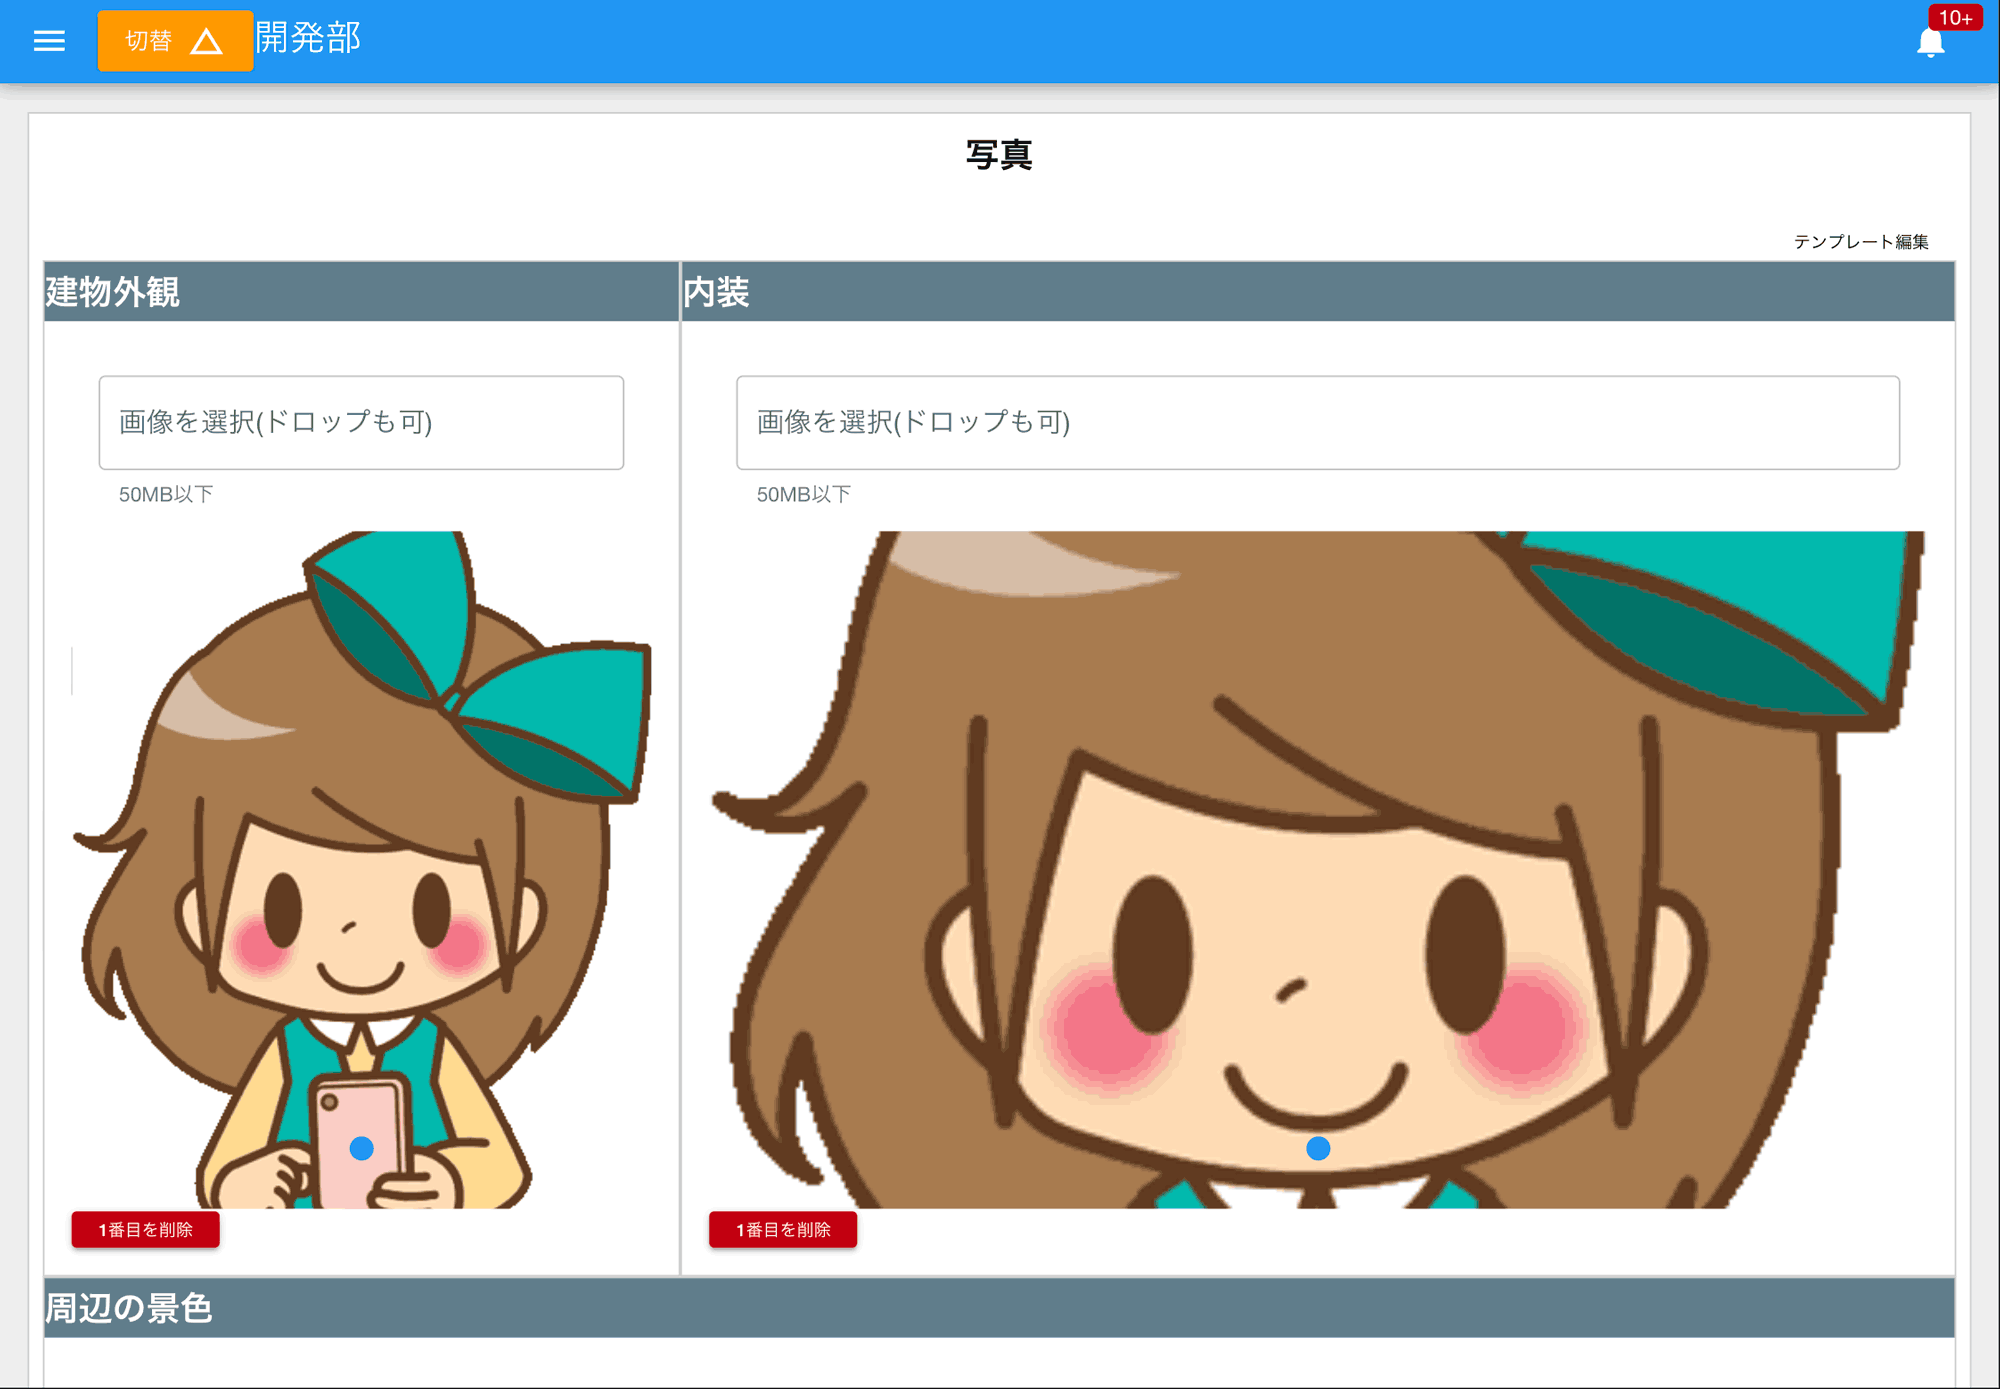 切替 開発部 10+
写真
テンプレート編集
建物外観 内装
画像を選択(ドロップも可) 画像を選択(ドロップも可)
50MB以下 50MB以下
1番目を削除 1番目を削除
周辺の景色